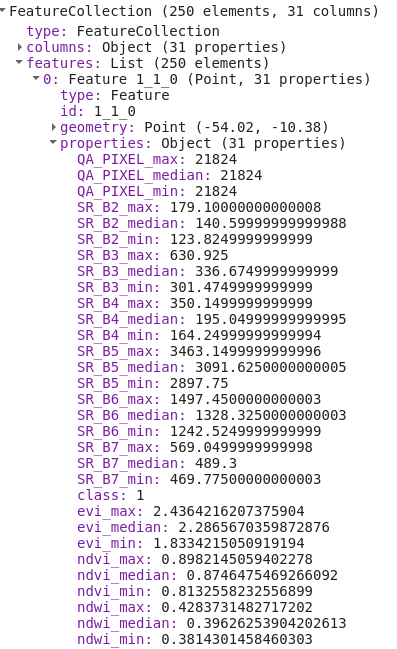 FeatureCollection (250 elements, 31 columns)
type: FeatureCollection
columns: Object (31 properties)
features: List (250 elements)
0: Feature 1_1_0 (Point, 31 properties)
type: Feature
id: 1_1_0
geometry: Point (-54.02, -10.38)
properties: Object (31 properties)
QA_PIXEL_max: 21824
QA_PIXEL_median: 21824
QA_PIXEL_min: 21824
SR_B2_max: 179.10000000000008
SR_B2_median: 140.59999999999988
SR_B2_min: 123.8249999999999
SR_B3_max: 630.925
SR_B3_median: 336.6749999999999
SR_B3_min: 301.4749999999999
SR_B4_max: 350.1499999999999
SR_B4_median: 195.04999999999995
SR_B4_min: 164.24999999999994
SR_B5_max: 3463.1499999999996
SR_B5_median: 3091.6250000000005
SR_B5_min: 2897.75
SR_B6_max: 1497.4500000000003
SR_B6_median: 1328.3250000000003
SR_B6_min: 1242.5249999999999
SR_B7_max: 569.0499999999998
SR_B7_median: 489.3
SR_B7_min: 469.77500000000003
class: 1
evi_max: 2.4364216207375904
evi_median: 2.2865670359872876
evi_min: 1.8334215050919194
ndvi_max: 0.8982145059402278
ndvi_median: 0.8746475469266092
ndvi_min: 0.8132558232556899
ndwi_max: 0.4283731482717202
ndwi_median: 0.39626253904202613
ndwi_min: 0.3814301458460303